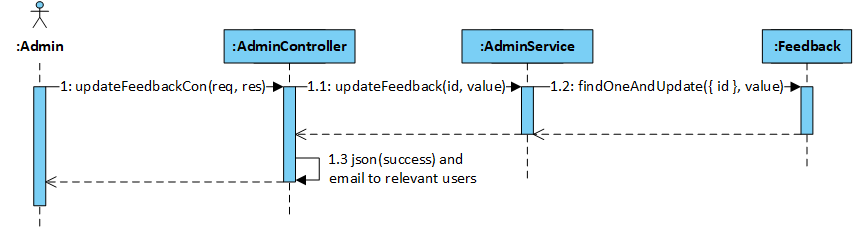 :Admin
:AdminController
:AdminService
:Feedback
1: updateFeedbackCon(req, res)
1.1: updateFeedback(id, value)
1.2: findOneAndUpdate({ id }, value)
1.3 json(success) and
email to relevant users